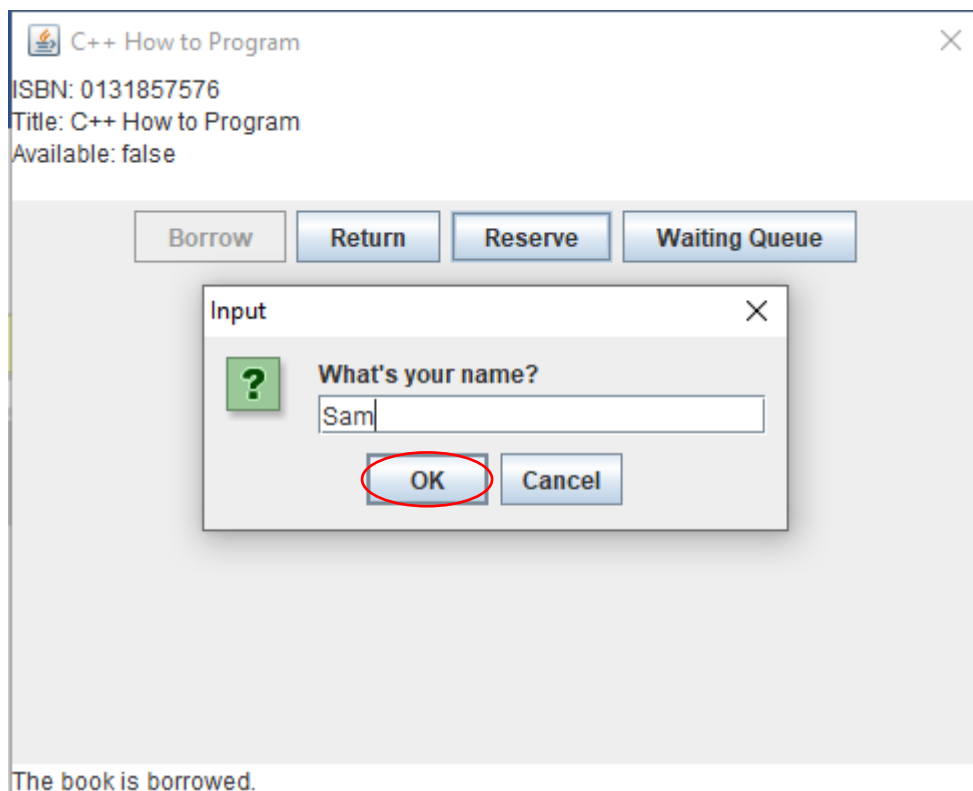 C++ How to Program
ISBN: 0131857576
Title: C++ How to Program
Available: false
Borrow Return Reserve Waiting Queue
Input
?
What's your name?
Sam
OK Cancel
The book is borrowed.